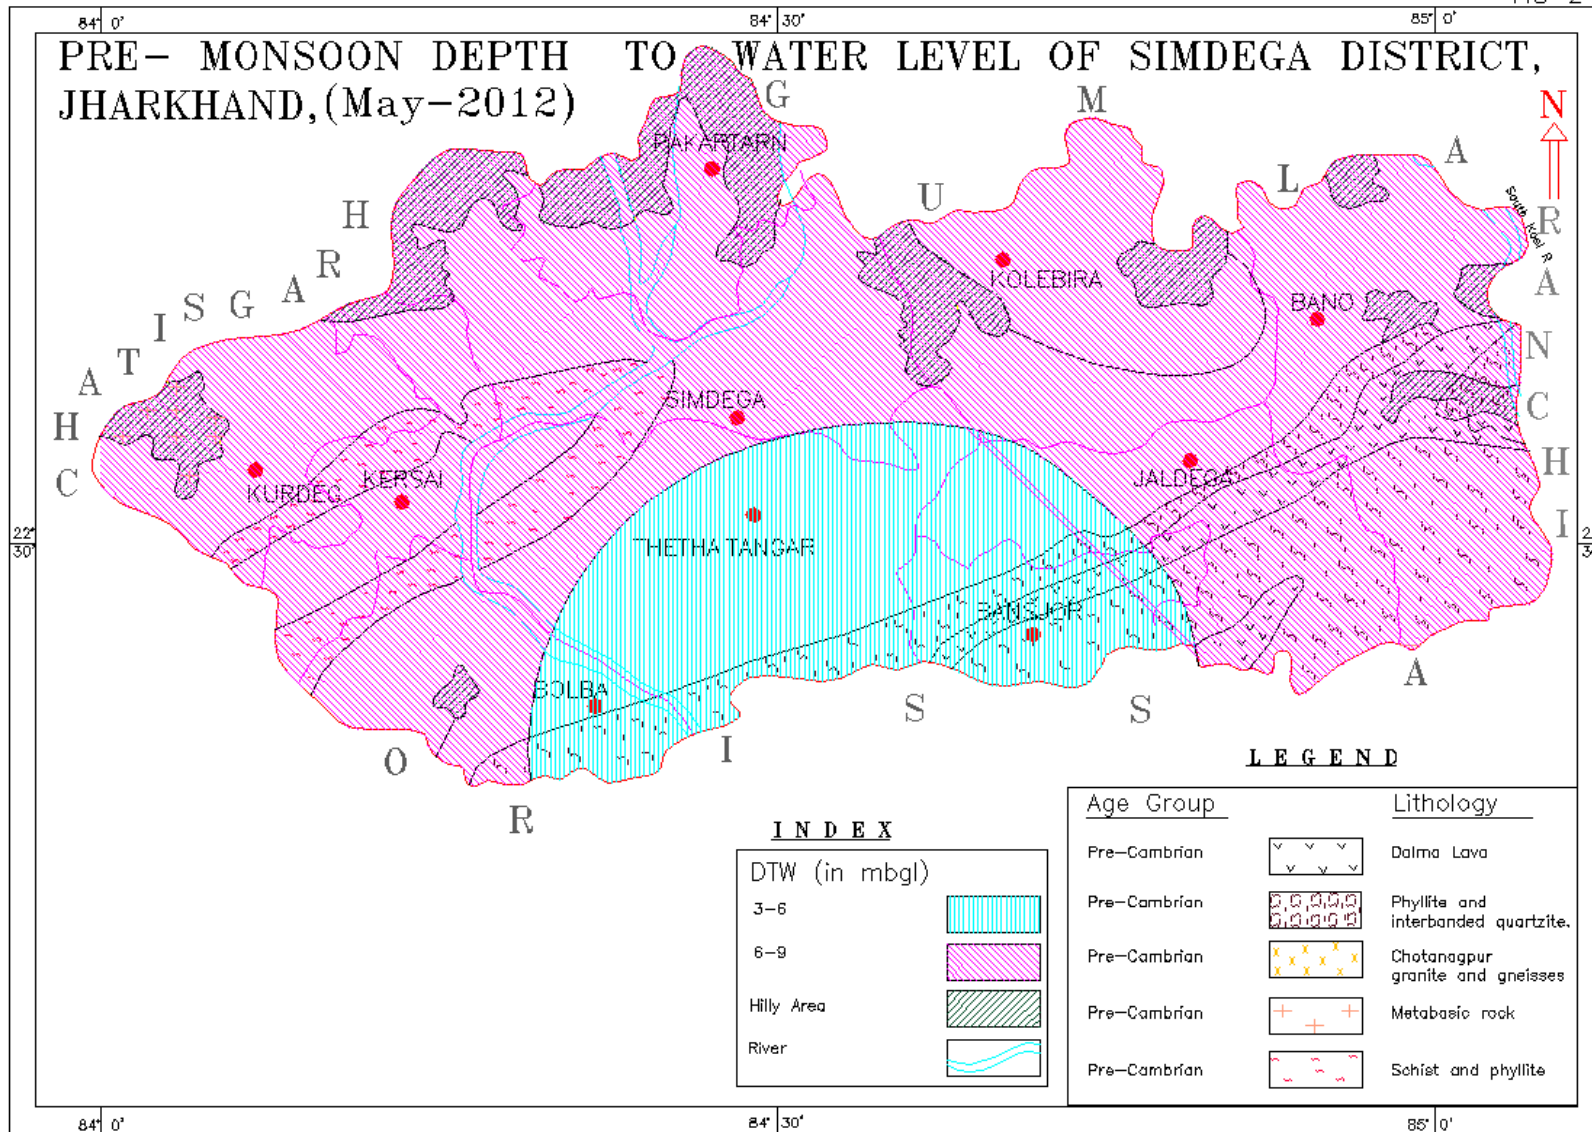 84° 0'
84° 30'
85° 0'
PRE- MONSOON DEPTH TO WATER LEVEL OF SIMDEGA DISTRICT,
JHARKHAND,(May-2012)
N
G U M L A
R A N C H I
C H A T I S G A R H
O R I S S A
South Koel R
PAKARTARN
KOLEBIRA
BANO
SIMDEGA
KURDEG
KERSAI
JALDEGA
THETHA TANGAR
BANSJOR
BOLBA
22°
30'
L E G E N D
Age Group Lithology
Pre-Cambrian Dalma Lava
Pre-Cambrian Phyllite and
interbanded quartzite.
Pre-Cambrian Chotanagpur
granite and gneisses
Pre-Cambrian Metabasic rock
Pre-Cambrian Schist and phyllite
I N D E X
DTW (in mbgl)
3-6
6-9
Hilly Area
River
84° 0'
84° 30'
85° 0'